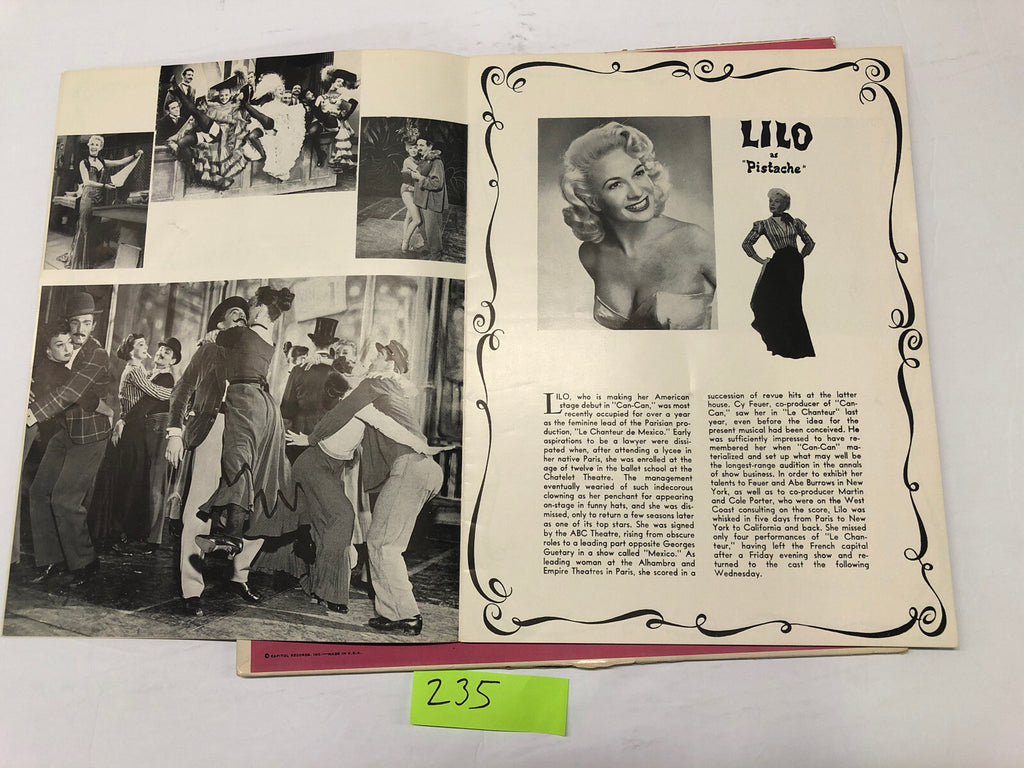 LILO
as
"Pistache"
LILO, who is making her American
stage debut in "Can-Can," was most
recently occupied for over a year
as the feminine lead of the Parisian pro-
duction, "Le Chanteur de Mexico." Early
aspirations to be a lawyer were dissi-
pated when, after attending a lycee in
her native Paris, she was enrolled at the
age of twelve in the ballet school at the
Chatelet Theatre. The management
eventually wearied of such indecorous
clowning as her penchant for appearing
on-stage in funny hats, and she was dis-
missed, only to return a few seasons later
as one of its top stars. She was signed
by the ABC Theatre, rising from obscure
roles to a leading part opposite Georges
Guetary in a show called "Mexico." As
leading woman at the Alhambra and
Empire Theatres in Paris, she scored in a
succession of revue hits at the latter
house. Cy Feuer, co-producer of "Can-
Can," saw her in "Le Chanteur" last
year, even before the idea for the
present musical had been conceived. He
was sufficiently impressed to have re-
membered her when "Can-Can" ma-
terialized and set up what may well be
the longest-range audition in the annals
of show business. In order to exhibit her
talents to Feuer and Abe Burrows in New
York, as well as to co-producer Martin
and Cole Porter, who were on the West
Coast consulting on the score, Lilo was
whisked in five days from Paris to New
York to California and back. She missed
only four performances of "Le Chan-
teur," having left the French capital
after a Friday evening show and re-
turned to the cast the following
Wednesday.
© CAPITOL RECORDS, INC.—MADE IN U.S.A.
235